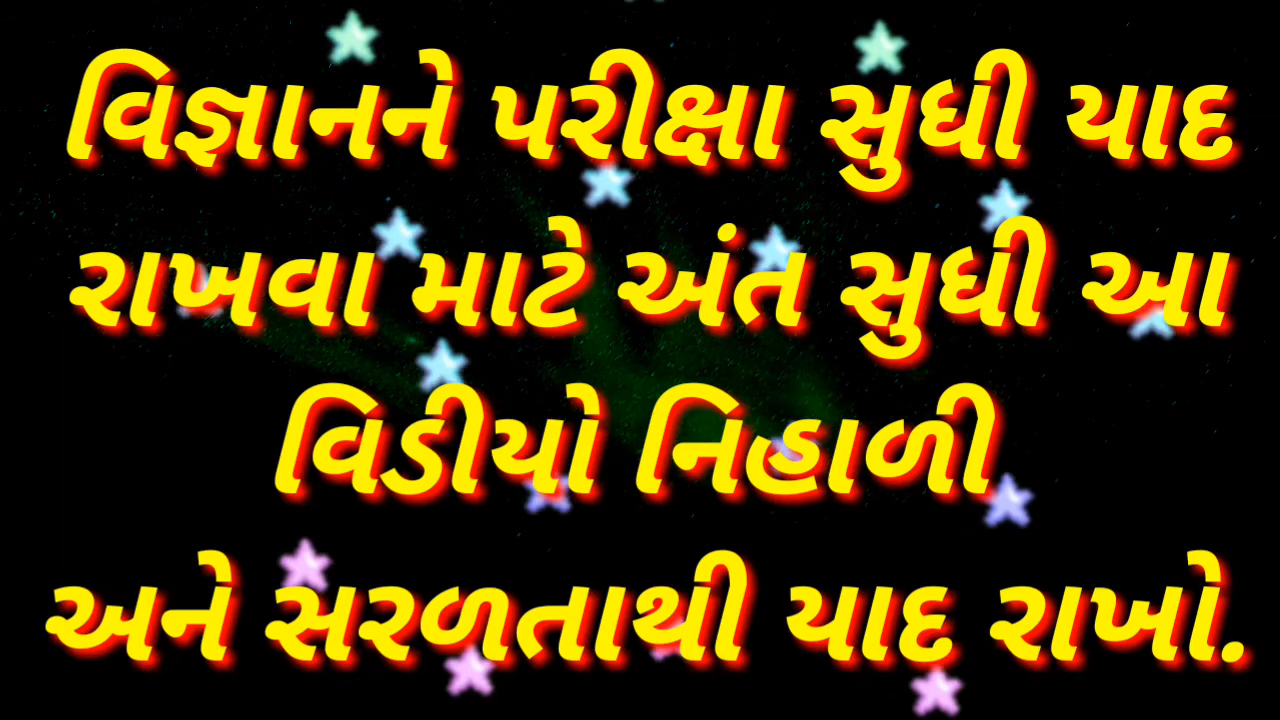 વિજ્ઞાનને પરીક્ષા સુધી યાદ
રાખવા માટે અંત સુધી આ
વિડીયો નિહાળી
અને સરળતાથી યાદ રાખો.